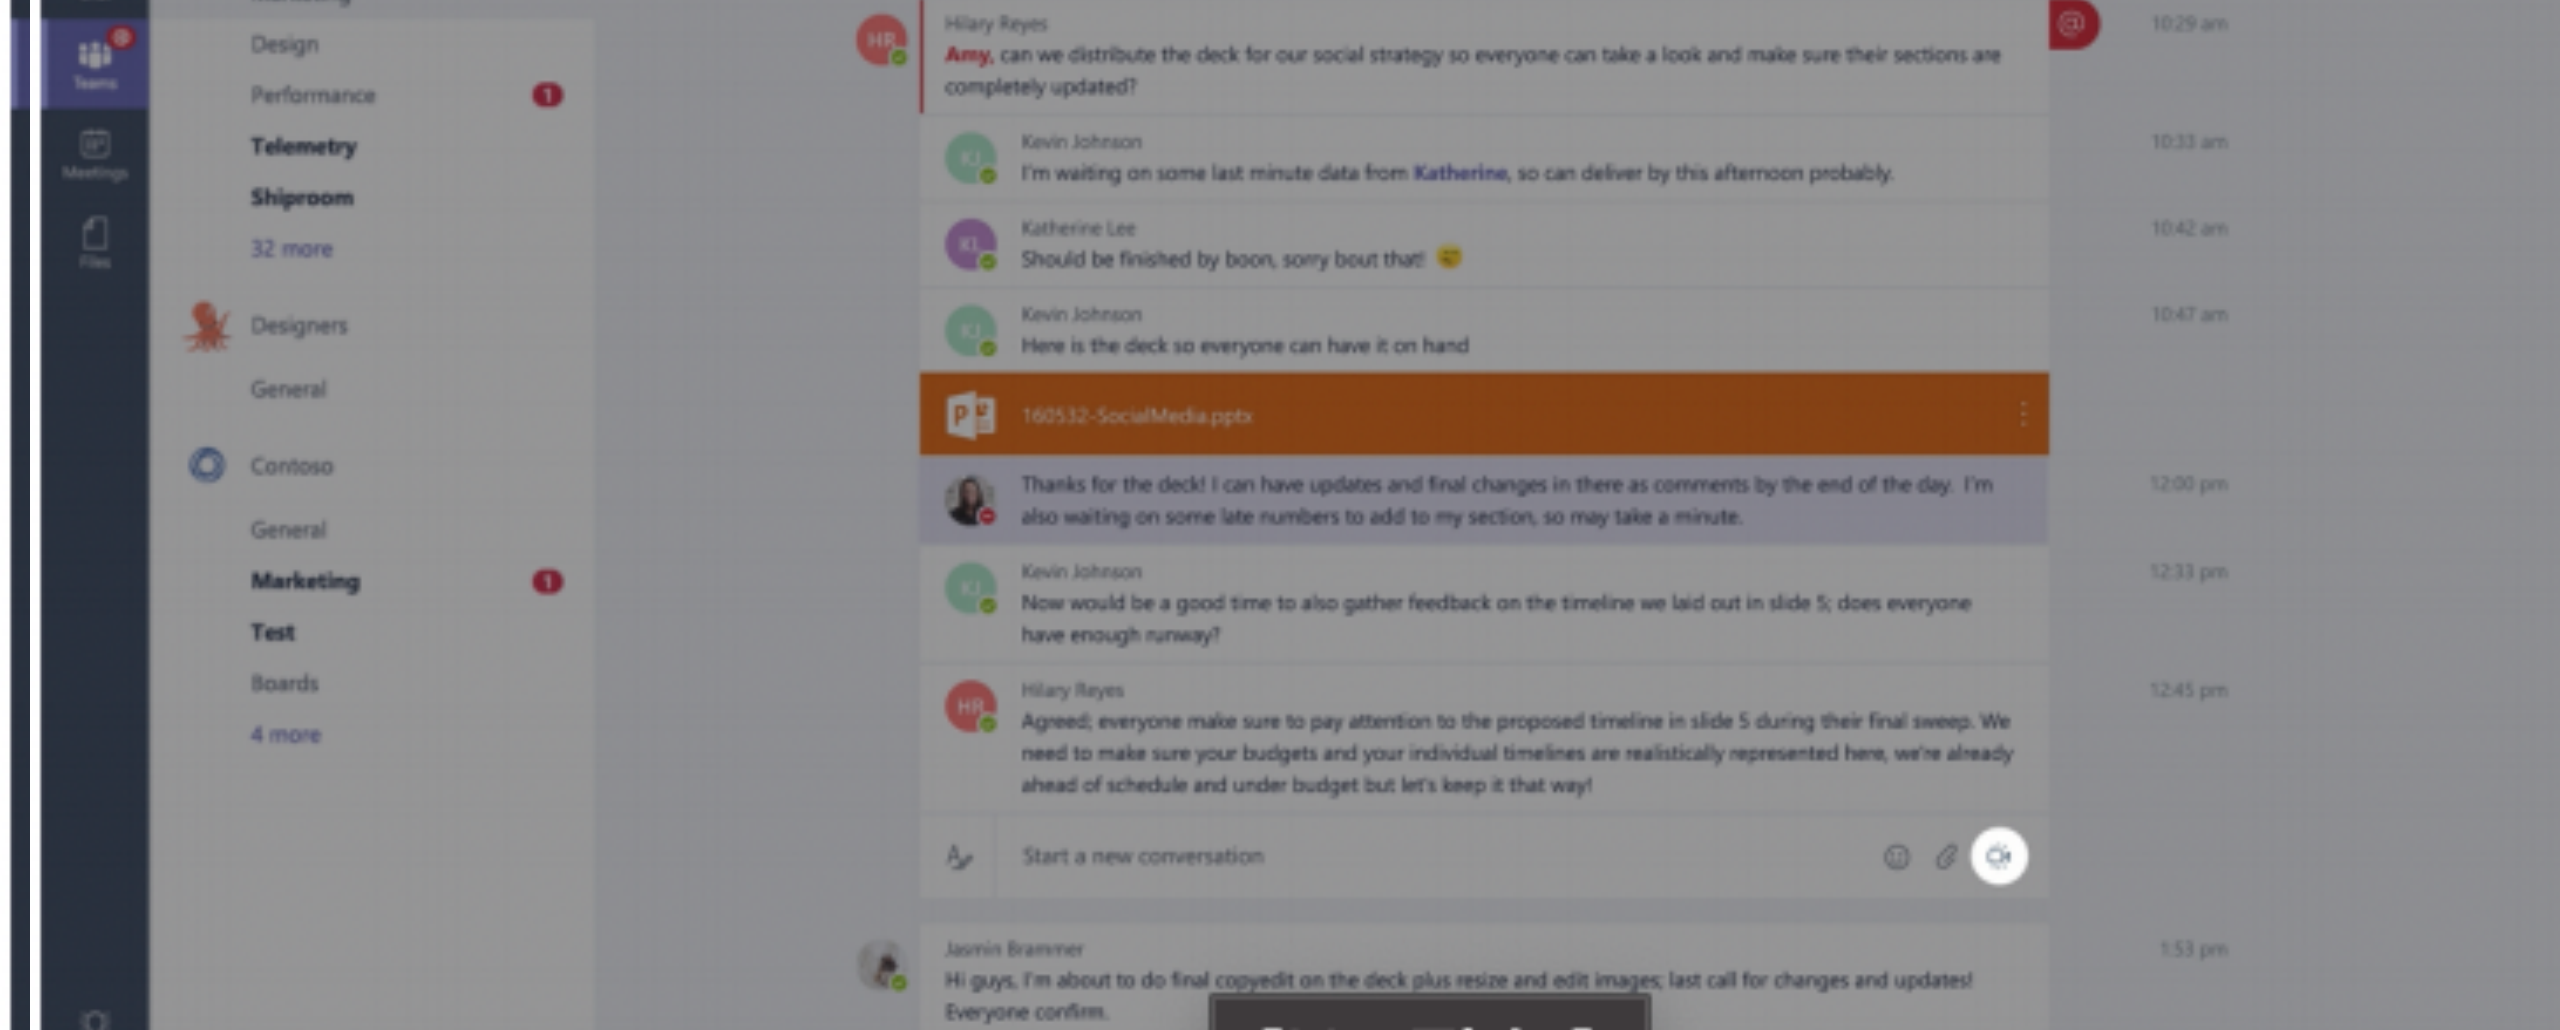 Design
Performance 1
Telemetry
Shiproom
32 more
Designers
General
Contoso
General
Marketing 1
Test
Boards
4 more
Teams
Meetings
Files
Hilary Reyes 10:29 am
HR
@
Amy, can we distribute the deck for our social strategy so everyone can take a look and make sure their sections are
completely updated?
Kevin Johnson 10:33 am
KJ
I'm waiting on some last minute data from Katherine, so can deliver by this afternoon probably.
Katherine Lee 10:42 am
KL
Should be finished by boon, sorry bout that!
Kevin Johnson 10:47 am
KJ
Here is the deck so everyone can have it on hand
160532-SocialMedia.pptx
Thanks for the deck! I can have updates and final changes in there as comments by the end of the day. I'm 12:00 pm
also waiting on some late numbers to add to my section, so may take a minute.
Kevin Johnson 12:33 pm
KJ
Now would be a good time to also gather feedback on the timeline we laid out in slide 5; does everyone
have enough runway?
Hilary Reyes 12:45 pm
HR
Agreed; everyone make sure to pay attention to the proposed timeline in slide 5 during their final sweep. We
need to make sure your budgets and your individual timelines are realistically represented here, we're already
ahead of schedule and under budget but let's keep it that way!
Start a new conversation
Jasmin Brammer 1:53 pm
Hi guys, I'm about to do final copyedit on the deck plus resize and edit images; last call for changes and updates!
Everyone confirm.